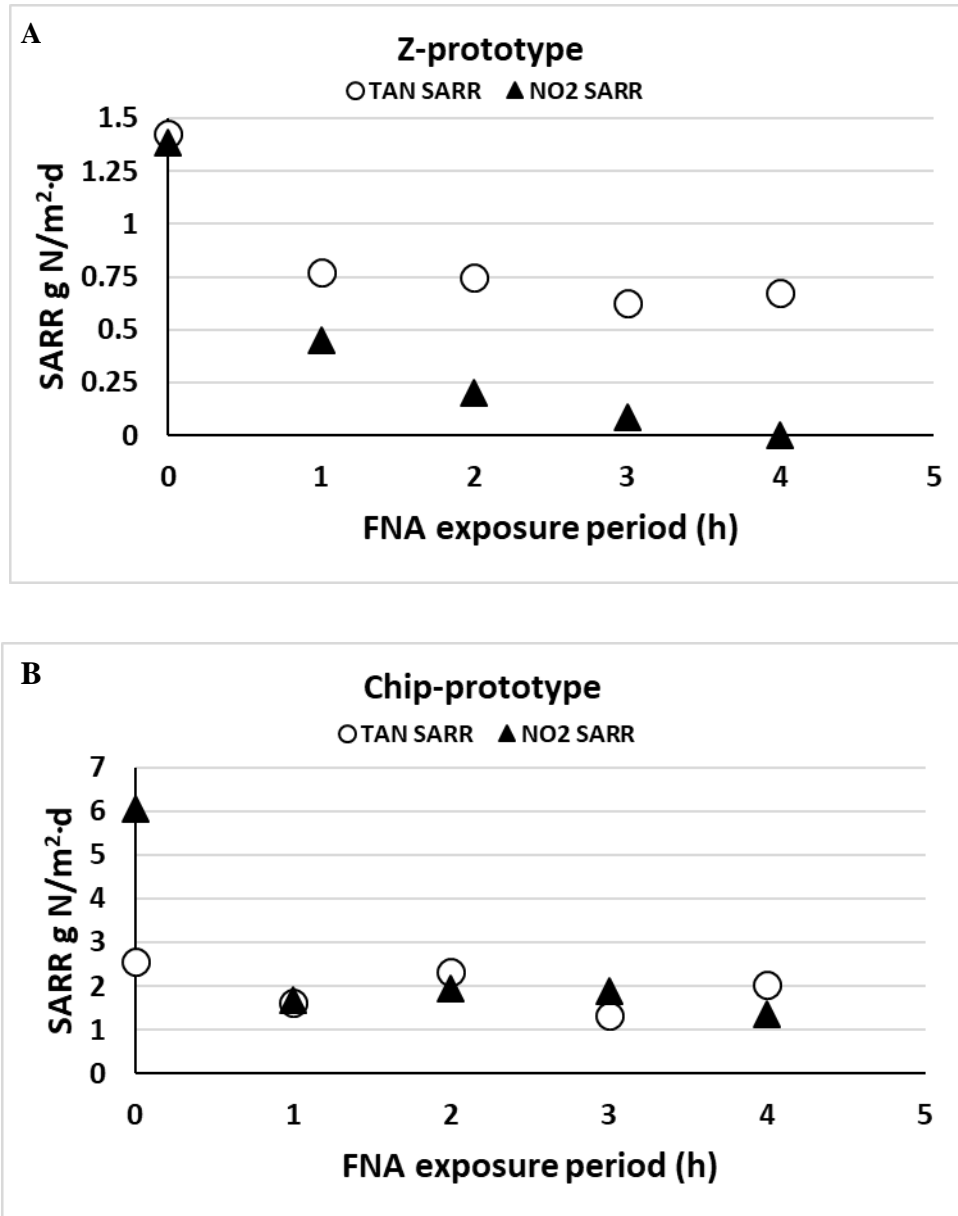 A
Z-prototype
TAN SARR NO2 SARR
SARR g N/m²·d
1.5
1.25
1
0.75
0.5
0.25
0
0 1 2 3 4 5
FNA exposure period (h)
B
Chip-prototype
TAN SARR NO2 SARR
SARR g N/m²·d
7
6
5
4
3
2
1
0
0 1 2 3 4 5
FNA exposure period (h)